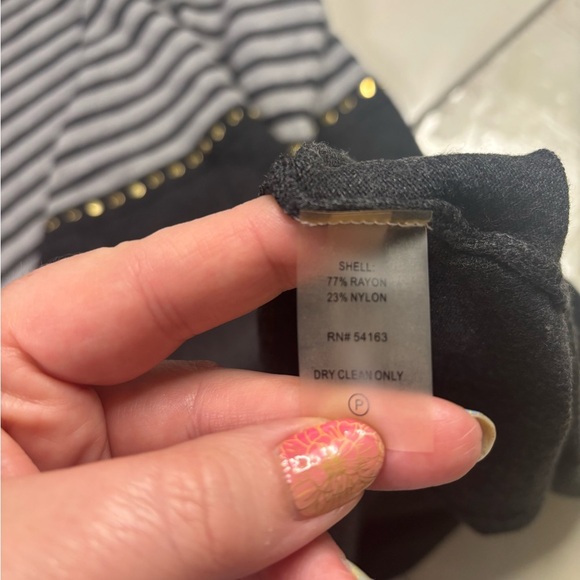 SHELL:
77% RAYON
23% NYLON
RN# 54163
DRY CLEAN ONLY
P